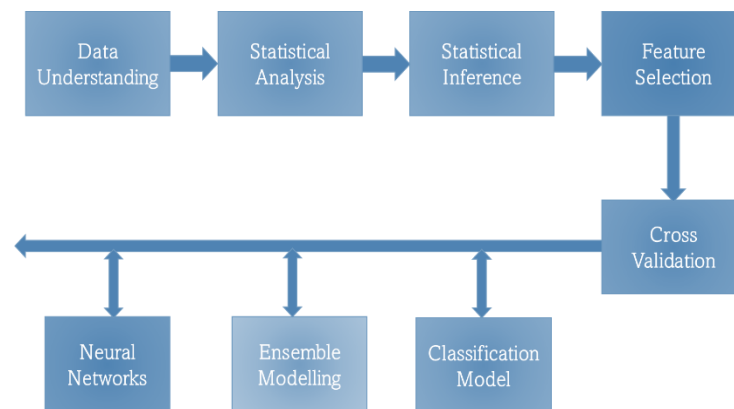 Data
Understanding
Statistical
Analysis
Statistical
Inference
Feature
Selection
Cross
Validation
Neural
Networks
Ensemble
Modelling
Classification
Model